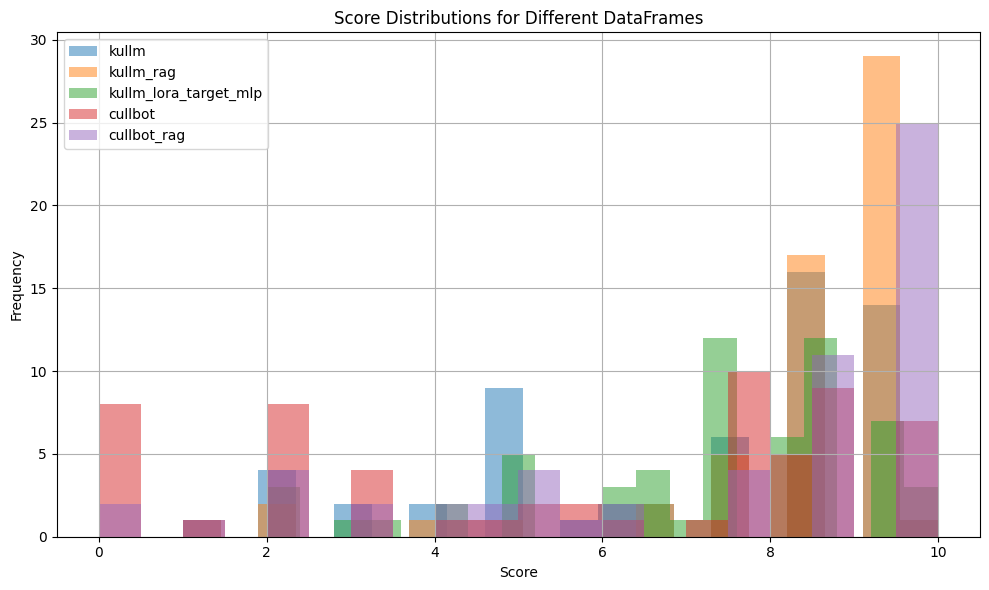 Score Distributions for Different DataFrames
kullm
kullm_rag
kullm_lora_target_mlp
cullbot
cullbot_rag
30
25
20
15
10
5
0
Frequency
0 2 4 6 8 10
Score